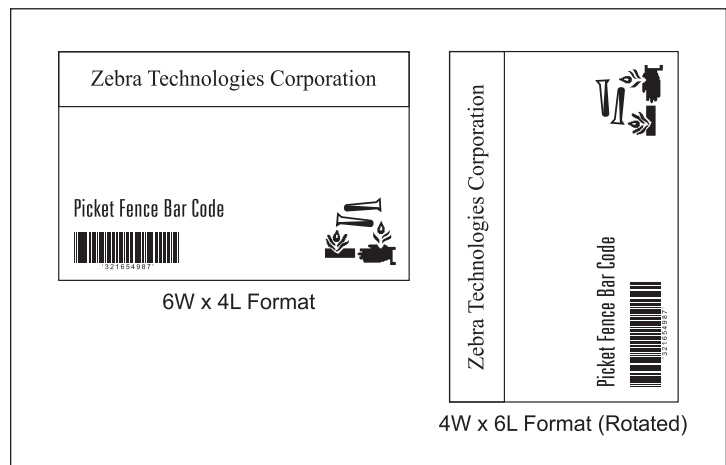 Zebra Technologies Corporation
Picket Fence Bar Code
*321654987*
6W x 4L Format
Zebra Technologies Corporation
Picket Fence Bar Code
*321654987*
4W x 6L Format (Rotated)